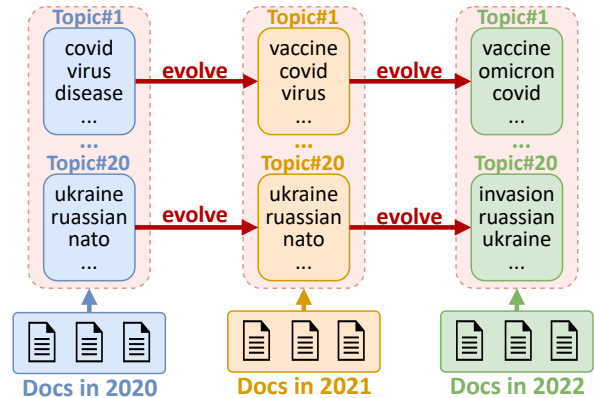 Topic#1
covid
virus
disease
...
...
Topic#20
ukraine
ruassian
nato
...
Docs in 2020
evolve
evolve
Topic#1
vaccine
covid
virus
...
...
Topic#20
ukraine
ruassian
nato
...
Docs in 2021
evolve
evolve
Topic#1
vaccine
omicron
covid
...
...
Topic#20
invasion
ruassian
ukraine
...
Docs in 2022